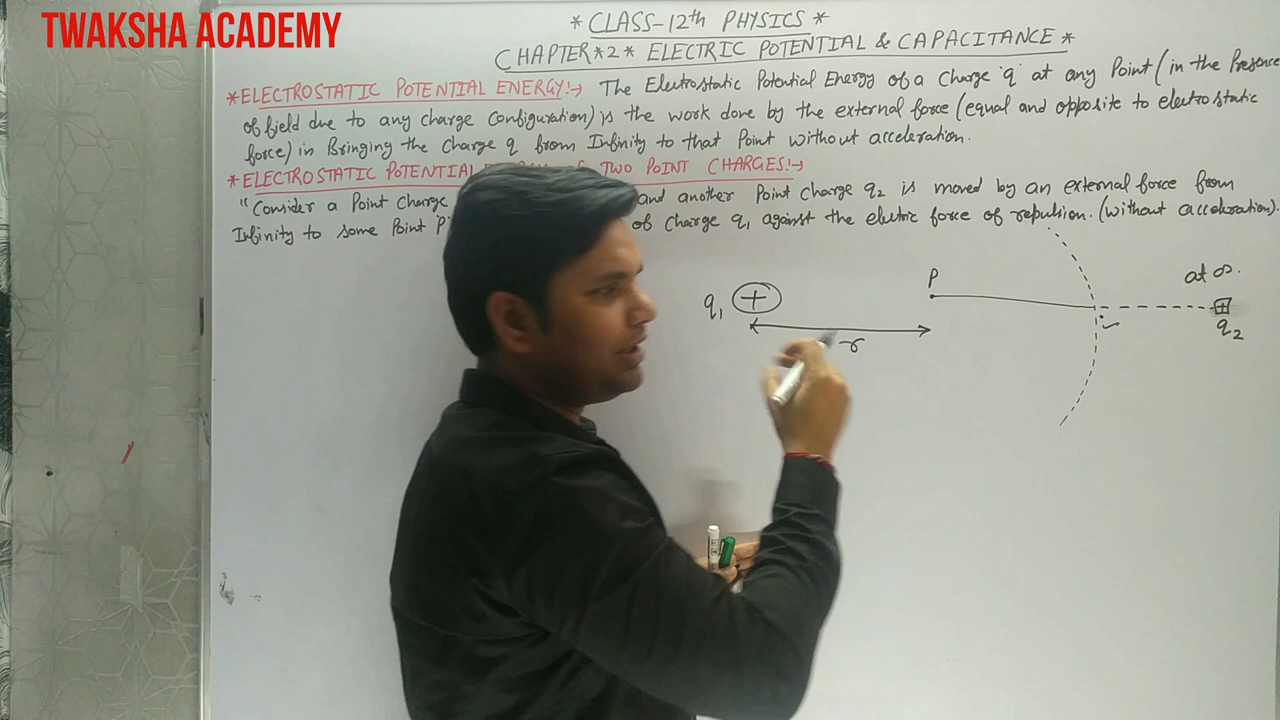 TWAKSHA ACADEMY
* CLASS-12th PHYSICS *
CHAPTER*2* ELECTRIC POTENTIAL & CAPACITANCE *
*ELECTROSTATIC POTENTIAL ENERGY:→ The Electrostatic Potential Energy of a charge 'q' at any Point (in the Presence
of field due to any charge Configuration) is the work done by the external force (equal and opposite to electrostatic
force) in Bringing the Charge q from Infinity to that Point without acceleration.
*ELECTROSTATIC POTENTIAL TWO POINT CHARGES:→
"Consider a Point Charge and another Point Charge q2 is moved by an external force from
Infinity to some Point P of Charge q1 against the electric force of repulsion. (without acceleration).
P
at ∞.
q1 +
+
q2
r